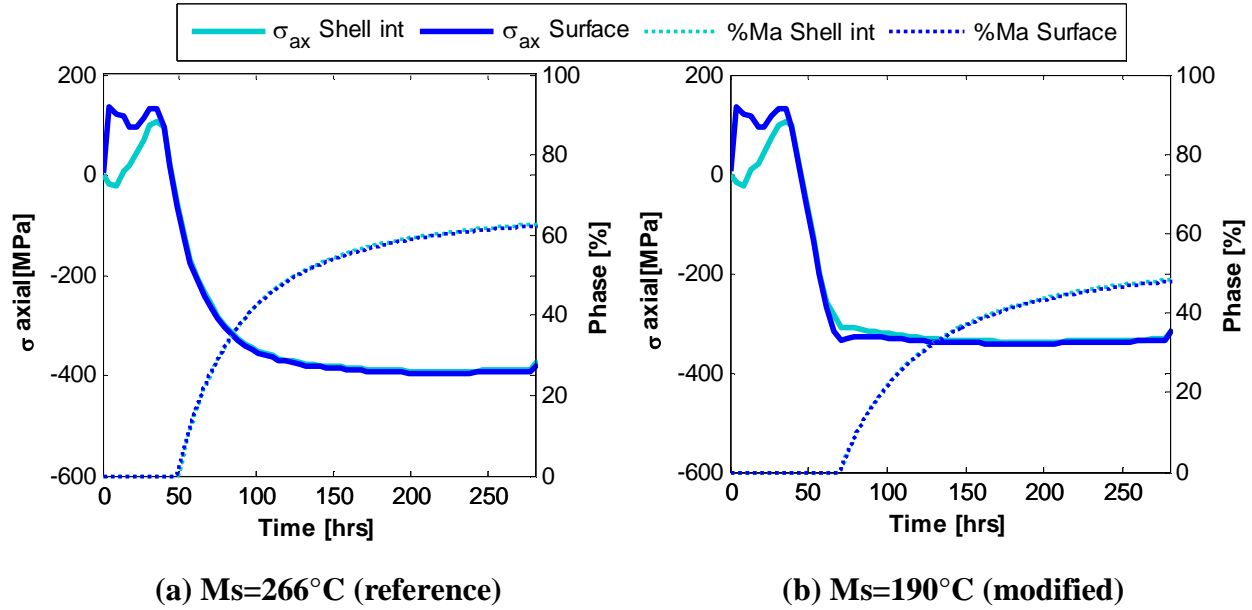 σax Shell int σax Surface %Ma Shell int %Ma Surface
200
0
-200
-400
-600
σ axial[MPa]
100
80
60
40
20
0
Phase [%]
0 50 100 150 200 250
Time [hrs]
(a) Ms=266°C (reference)
200
0
-200
-400
-600
σ axial[MPa]
100
80
60
40
20
0
Phase [%]
0 50 100 150 200 250
Time [hrs]
(b) Ms=190°C (modified)